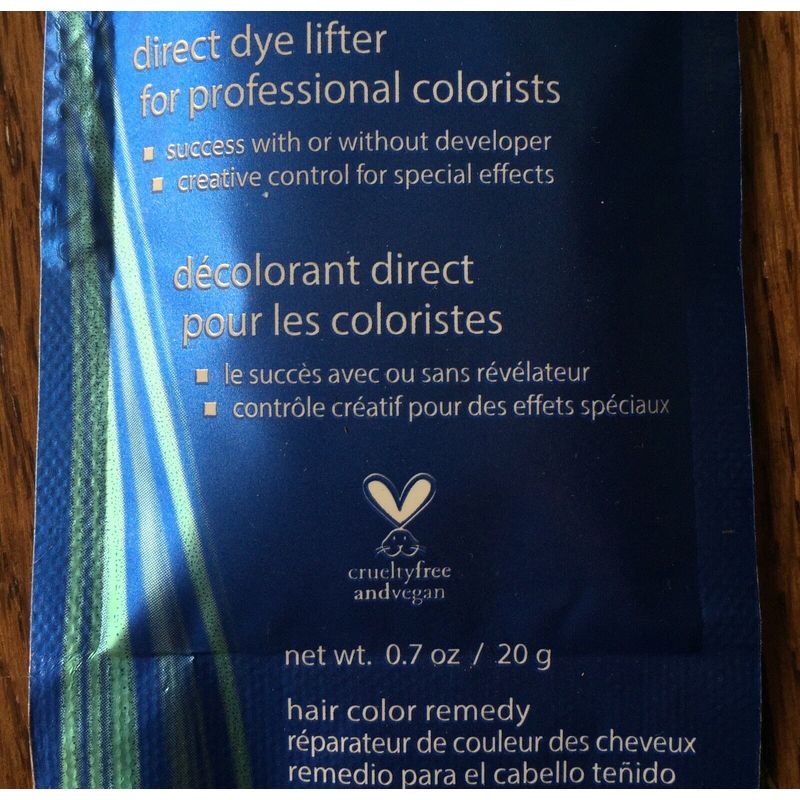 direct dye lifter
for professional colorists
▪ success with or without developer
▪ creative control for special effects
décolorant direct
pour les coloristes
▪ le succès avec ou sans révélateur
▪ contrôle créatif pour des effets spéciaux
crueltyfree
andvegan
net wt. 0.7 oz / 20 g
hair color remedy
réparateur de couleur des cheveux
remedio para el cabello teñido